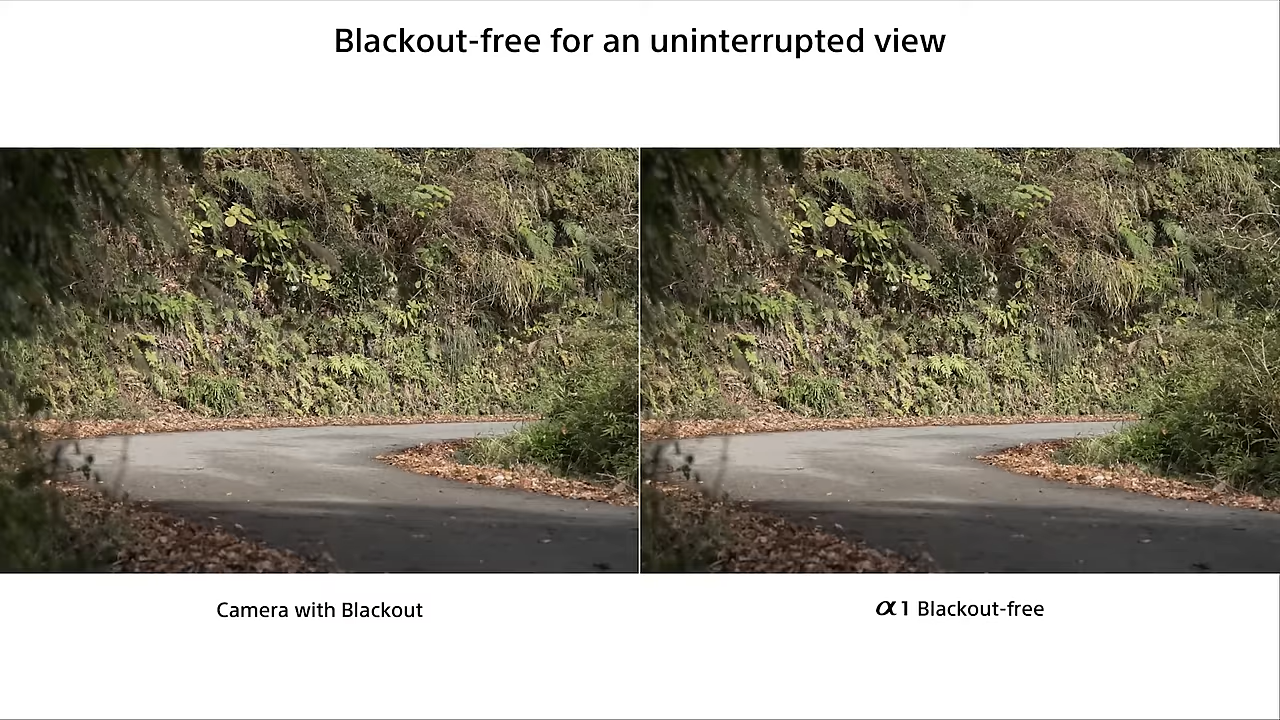 Blackout-free for an uninterrupted view
Camera with Blackout
α1 Blackout-free